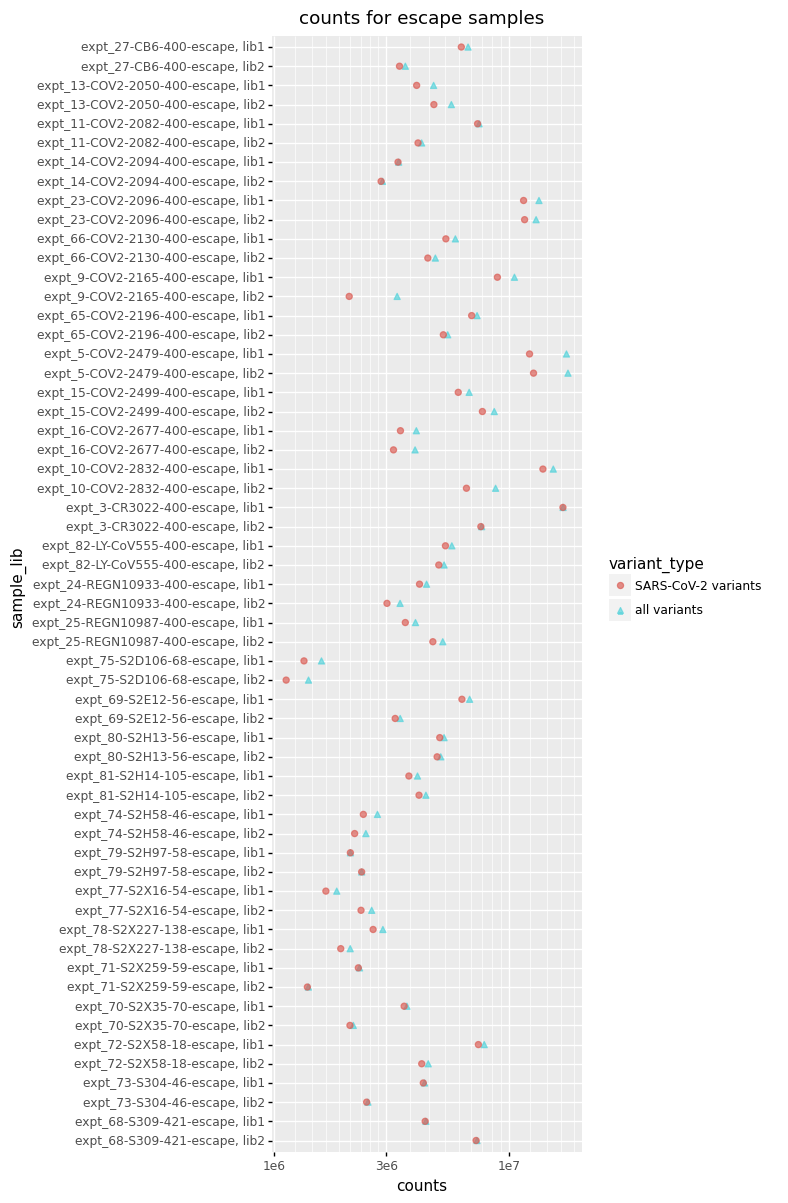 counts for escape samples
expt_27-CB6-400-escape, lib1
expt_27-CB6-400-escape, lib2
expt_13-COV2-2050-400-escape, lib1
expt_13-COV2-2050-400-escape, lib2
expt_11-COV2-2082-400-escape, lib1
expt_11-COV2-2082-400-escape, lib2
expt_14-COV2-2094-400-escape, lib1
expt_14-COV2-2094-400-escape, lib2
expt_23-COV2-2096-400-escape, lib1
expt_23-COV2-2096-400-escape, lib2
expt_66-COV2-2130-400-escape, lib1
expt_66-COV2-2130-400-escape, lib2
expt_9-COV2-2165-400-escape, lib1
expt_9-COV2-2165-400-escape, lib2
expt_65-COV2-2196-400-escape, lib1
expt_65-COV2-2196-400-escape, lib2
expt_5-COV2-2479-400-escape, lib1
expt_5-COV2-2479-400-escape, lib2
expt_15-COV2-2499-400-escape, lib1
expt_15-COV2-2499-400-escape, lib2
expt_16-COV2-2677-400-escape, lib1
expt_16-COV2-2677-400-escape, lib2
expt_10-COV2-2832-400-escape, lib1
expt_10-COV2-2832-400-escape, lib2
expt_3-CR3022-400-escape, lib1
expt_3-CR3022-400-escape, lib2
expt_82-LY-CoV555-400-escape, lib1
expt_82-LY-CoV555-400-escape, lib2
expt_24-REGN10933-400-escape, lib1
expt_24-REGN10933-400-escape, lib2
expt_25-REGN10987-400-escape, lib1
expt_25-REGN10987-400-escape, lib2
expt_75-S2D106-68-escape, lib1
expt_75-S2D106-68-escape, lib2
expt_69-S2E12-56-escape, lib1
expt_69-S2E12-56-escape, lib2
expt_80-S2H13-56-escape, lib1
expt_80-S2H13-56-escape, lib2
expt_81-S2H14-105-escape, lib1
expt_81-S2H14-105-escape, lib2
expt_74-S2H58-46-escape, lib1
expt_74-S2H58-46-escape, lib2
expt_79-S2H97-58-escape, lib1
expt_79-S2H97-58-escape, lib2
expt_77-S2X16-54-escape, lib1
expt_77-S2X16-54-escape, lib2
expt_78-S2X227-138-escape, lib1
expt_78-S2X227-138-escape, lib2
expt_71-S2X259-59-escape, lib1
expt_71-S2X259-59-escape, lib2
expt_70-S2X35-70-escape, lib1
expt_70-S2X35-70-escape, lib2
expt_72-S2X58-18-escape, lib1
expt_72-S2X58-18-escape, lib2
expt_73-S304-46-escape, lib1
expt_73-S304-46-escape, lib2
expt_68-S309-421-escape, lib1
expt_68-S309-421-escape, lib2
sample_lib
1e6 3e6 1e7
counts
variant_type
SARS-CoV-2 variants
all variants